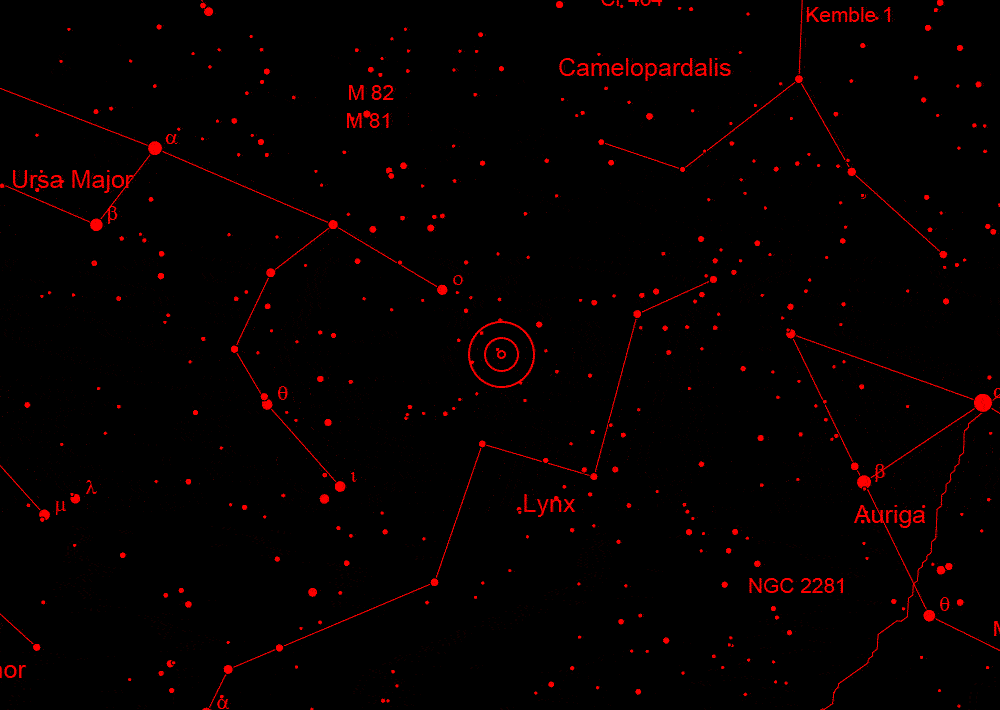 Kemble 1
Camelopardalis
M 82
M 81
α
Ursa Major
β
ο
θ
β
ι
λ
μ
Lynx
Auriga
NGC 2281
θ
α